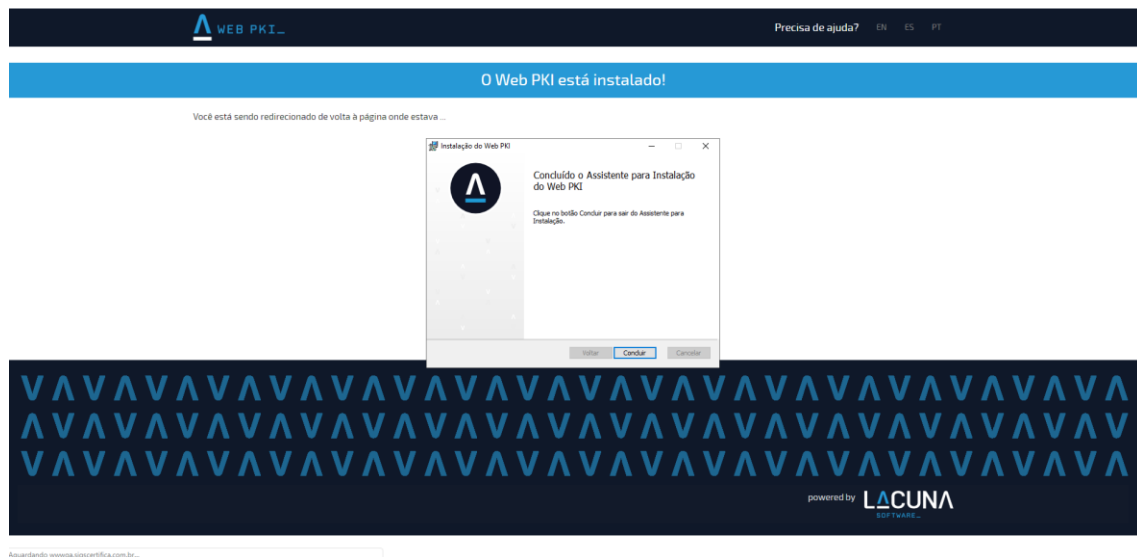 WEB PKI_
Precisa de ajuda? EN ES PT
O Web PKI está instalado!
Você está sendo redirecionado de volta à página onde estava ...
Instalação do Web PKI
Concluído o Assistente para Instalação
do Web PKI
Clique no botão Concluir para sair do Assistente para
Instalação.
Voltar Concluir Cancelar
powered by LACUNA
SOFTWARE_
Aguardando